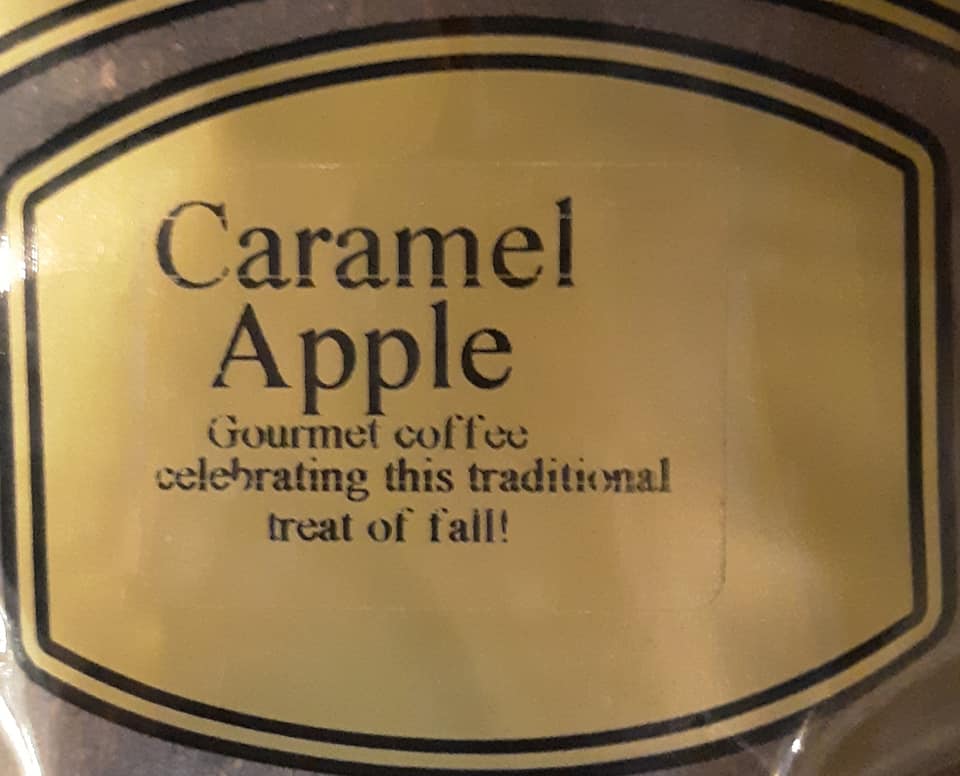 Caramel
Apple
Gourmet coffee
celebrating this traditional
treat of fall!